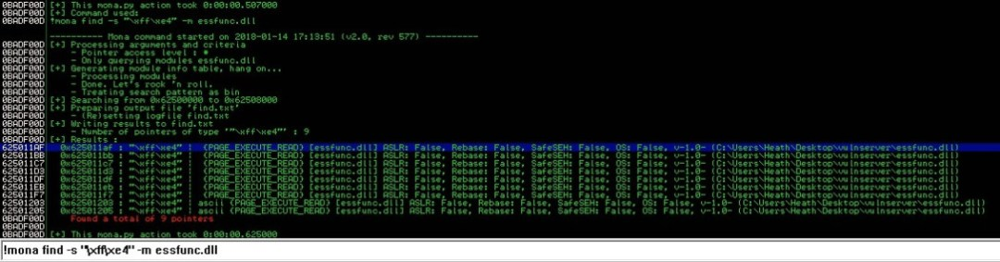 0BADF00D [+] This mona.py action took 0:00:00.507000
0BADF00D [+] Command used:
0BADF00D !mona find -s "\xff\xe4" -m essfunc.dll
---------- Mona command started on 2018-01-14 17:13:51 (v2.0, rev 577) ----------
0BADF00D [+] Processing arguments and criteria
0BADF00D - Pointer access level : *
0BADF00D - Only querying modules essfunc.dll
0BADF00D [+] Generating module info table, hang on...
0BADF00D - Processing modules
0BADF00D - Done. Let's rock 'n roll.
0BADF00D - Treating search pattern as bin
0BADF00D [+] Searching from 0x62500000 to 0x62508000
0BADF00D [+] Preparing output file 'find.txt'
0BADF00D - (Re)setting logfile find.txt
0BADF00D [+] Writing results to find.txt
0BADF00D - Number of pointers of type '"\xff\xe4"' : 9
0BADF00D [+] Results :
625011AF 0x625011af : "\xff\xe4" | {PAGE_EXECUTE_READ} [essfunc.dll] ASLR: False, Rebase: False, SafeSEH: False, OS: False, v-1.0- (C:\Users\Heath\Desktop\vulnserver\essfunc.dll)
625011BB 0x625011bb : "\xff\xe4" | {PAGE_EXECUTE_READ} [essfunc.dll] ASLR: False, Rebase: False, SafeSEH: False, OS: False, v-1.0- (C:\Users\Heath\Desktop\vulnserver\essfunc.dll)
625011C7 0x625011c7 : "\xff\xe4" | {PAGE_EXECUTE_READ} [essfunc.dll] ASLR: False, Rebase: False, SafeSEH: False, OS: False, v-1.0- (C:\Users\Heath\Desktop\vulnserver\essfunc.dll)
625011D3 0x625011d3 : "\xff\xe4" | {PAGE_EXECUTE_READ} [essfunc.dll] ASLR: False, Rebase: False, SafeSEH: False, OS: False, v-1.0- (C:\Users\Heath\Desktop\vulnserver\essfunc.dll)
625011DF 0x625011df : "\xff\xe4" | {PAGE_EXECUTE_READ} [essfunc.dll] ASLR: False, Rebase: False, SafeSEH: False, OS: False, v-1.0- (C:\Users\Heath\Desktop\vulnserver\essfunc.dll)
625011EB 0x625011eb : "\xff\xe4" | {PAGE_EXECUTE_READ} [essfunc.dll] ASLR: False, Rebase: False, SafeSEH: False, OS: False, v-1.0- (C:\Users\Heath\Desktop\vulnserver\essfunc.dll)
625011F7 0x625011f7 : "\xff\xe4" | {PAGE_EXECUTE_READ} [essfunc.dll] ASLR: False, Rebase: False, SafeSEH: False, OS: False, v-1.0- (C:\Users\Heath\Desktop\vulnserver\essfunc.dll)
62501203 0x62501203 : "\xff\xe4" | ascii {PAGE_EXECUTE_READ} [essfunc.dll] ASLR: False, Rebase: False, SafeSEH: False, OS: False, v-1.0- (C:\Users\Heath\Desktop\vulnserver\essfunc.dll)
62501205 0x62501205 : "\xff\xe4" | ascii {PAGE_EXECUTE_READ} [essfunc.dll] ASLR: False, Rebase: False, SafeSEH: False, OS: False, v-1.0- (C:\Users\Heath\Desktop\vulnserver\essfunc.dll)
0BADF00D Found a total of 9 pointers
0BADF00D
0BADF00D [+] This mona.py action took 0:00:00.625000
!mona find -s "\xff\xe4" -m essfunc.dll